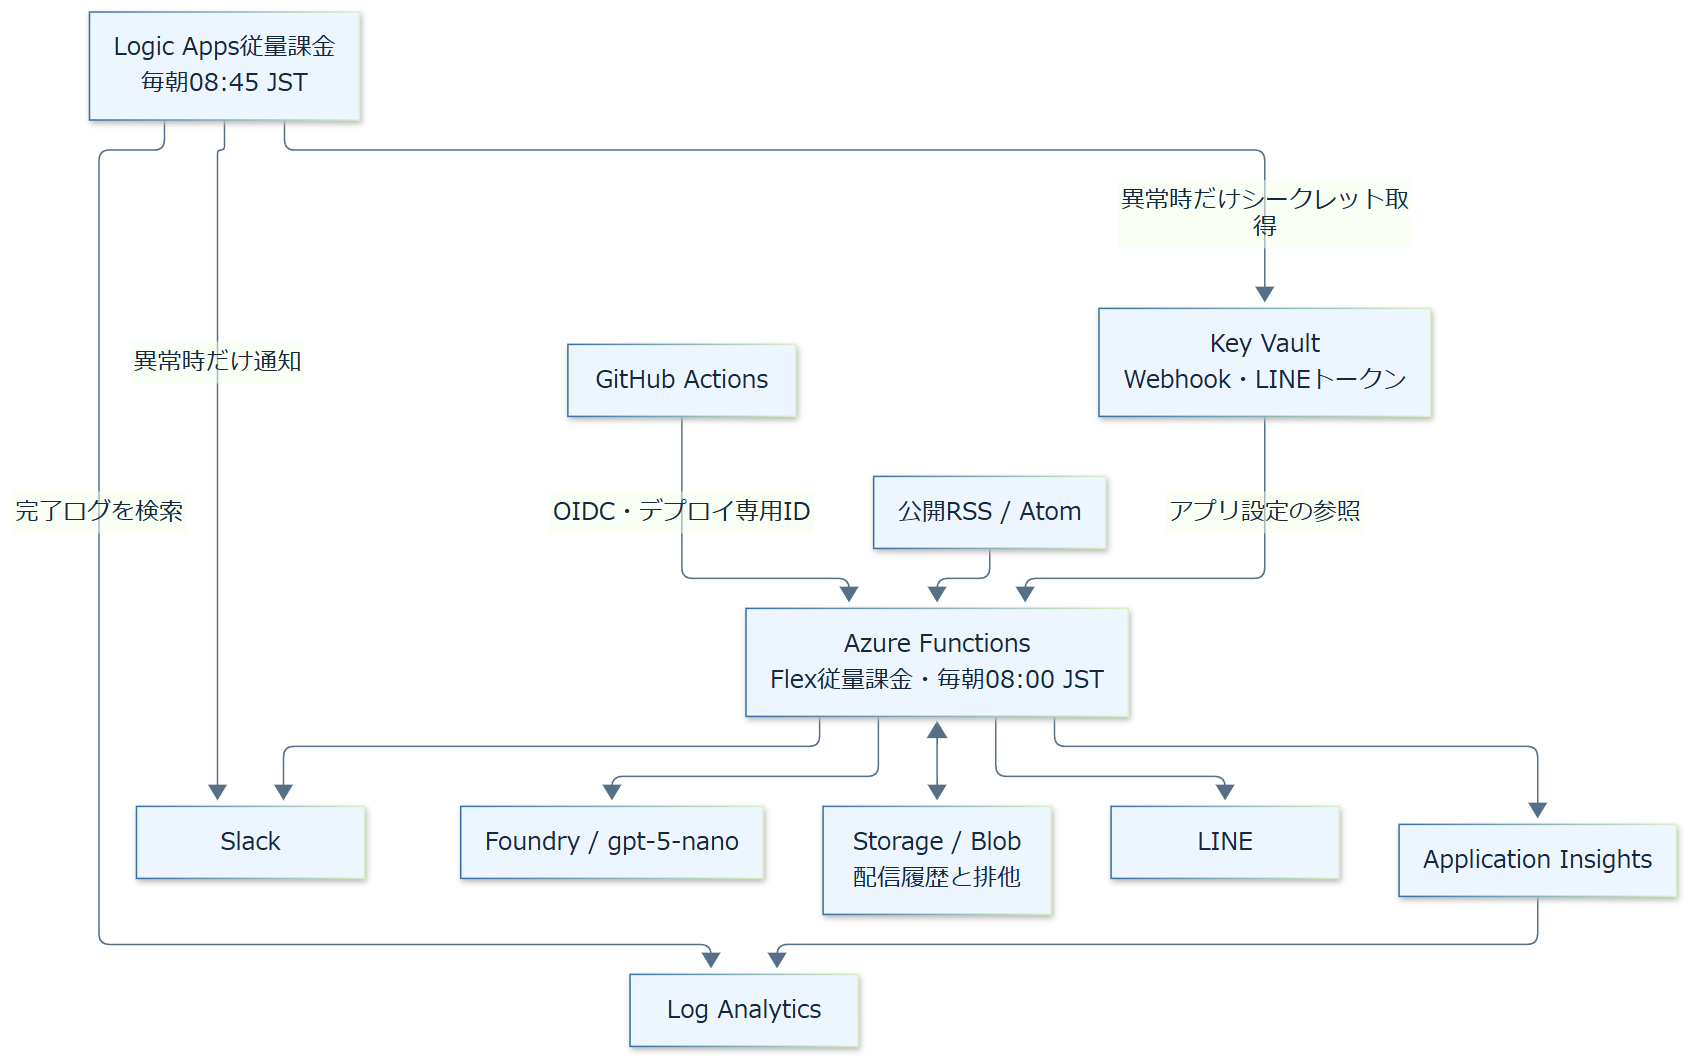 Logic Apps従量課金
毎朝08:45 JST
異常時だけシークレット取
得
Key Vault
Webhook・LINEトークン
異常時だけ通知
GitHub Actions
完了ログを検索
OIDC・デプロイ専用ID
公開RSS / Atom
アプリ設定の参照
Azure Functions
Flex従量課金・毎朝08:00 JST
Slack
Foundry / gpt-5-nano
Storage / Blob
配信履歴と排他
LINE
Application Insights
Log Analytics